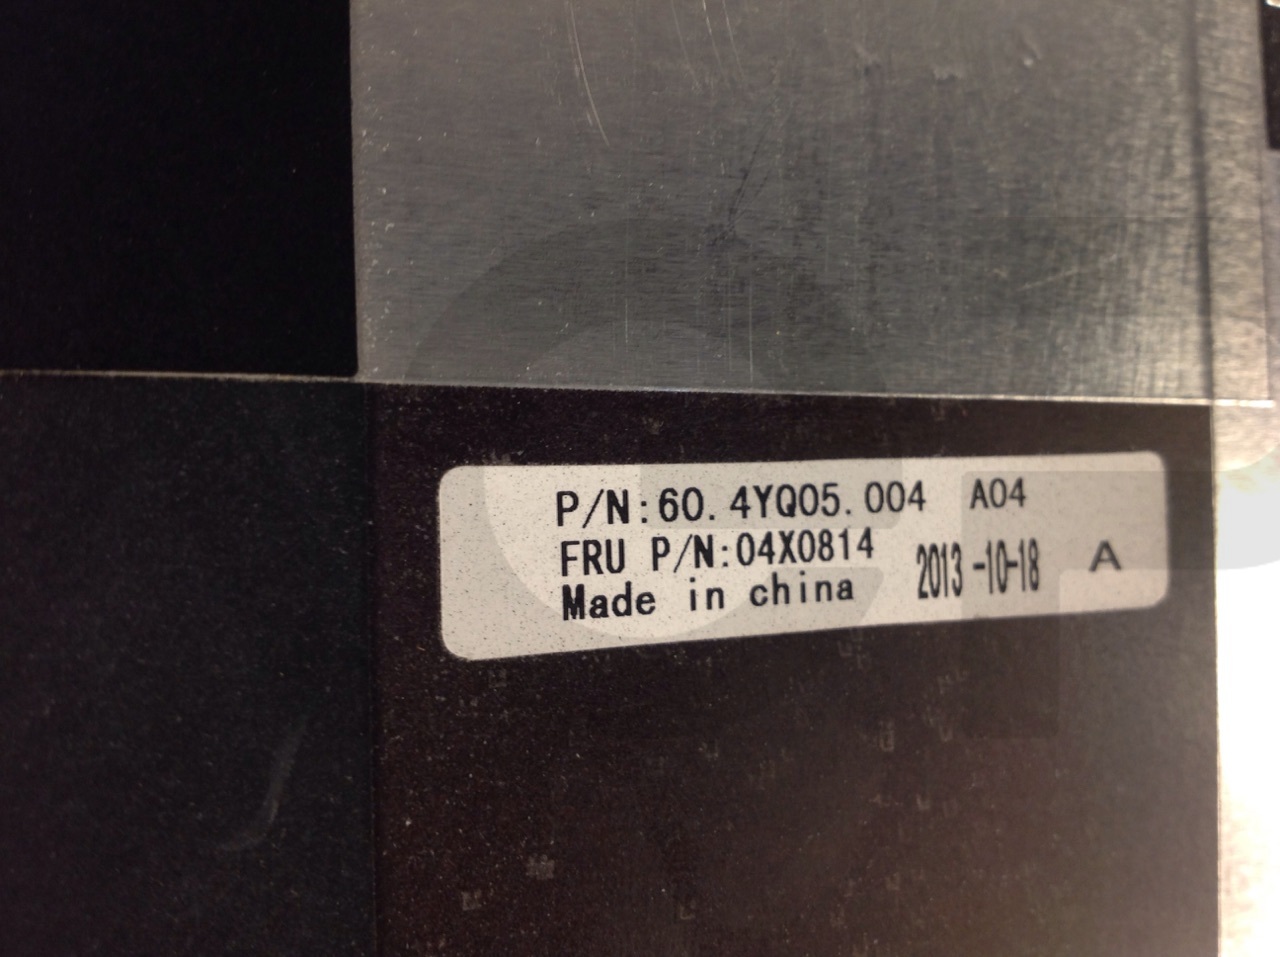 P/N:60.4YQ05.004 A04
FRU P/N:04X0814 2013-10-18 A
Made in china